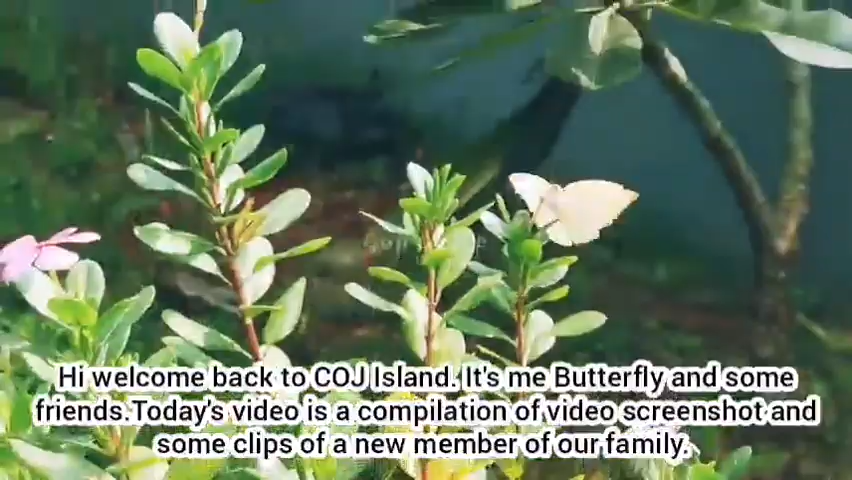 Hi welcome back to COJ Island. It's me Butterfly and some
friends.Today's video is a compilation of video screenshot and
some clips of a new member of our family.